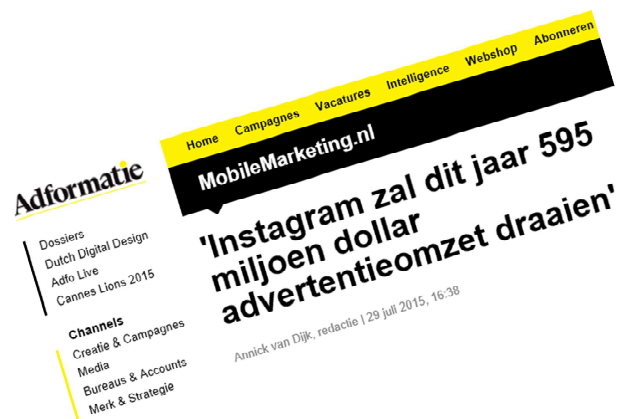 Home Campagnes Vacatures Intelligence Webshop Abonneren
MobileMarketing.nl
Adformatie
Dossiers
Dutch Digital Design
Adfo Live
Cannes Lions 2015
Channels
Creatie & Campagnes
Media
Bureaus & Accounts
Merk & Strategie
'Instagram zal dit jaar 595
miljoen dollar
advertentieomzet draaien'
Annick van Dijk, redactie | 29 juli 2015, 16:38